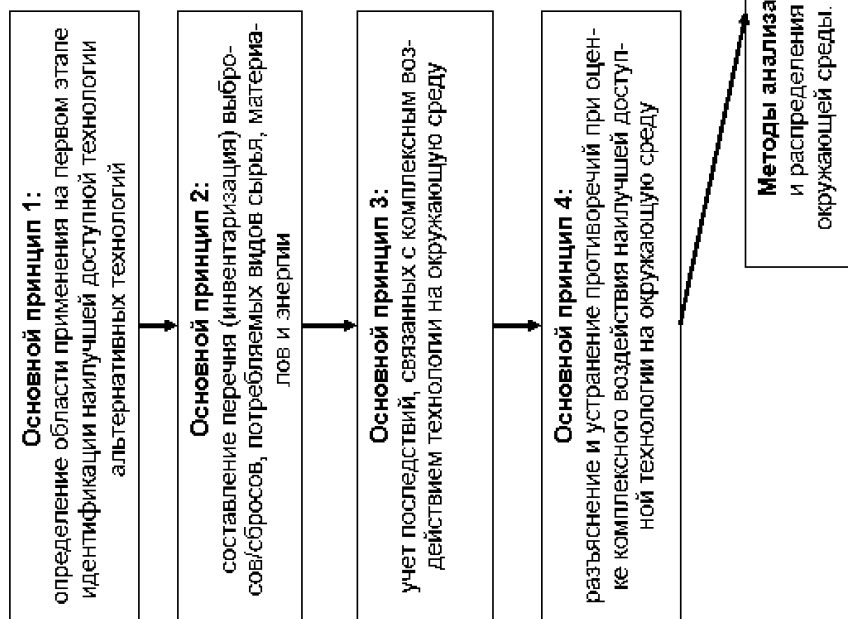 Основной принцип 1:
определение области применения на первом этапе
идентификации наилучшей доступной технологии
альтернативных технологий
Основной принцип 2:
составление перечня (инвентаризация) выбро-
сов/сбросов, потребляемых видов сырья, материа-
лов и энергии
Основной принцип 3:
учет последствий, связанных с комплексным воз-
действием технологии на окружающую среду
Основной принцип 4:
разъяснение и устранение противоречий при оцен-
ке комплексного воздействия наилучшей доступ-
ной технологии на окружающую среду
Методы анализа
и распределения
окружающей среды.